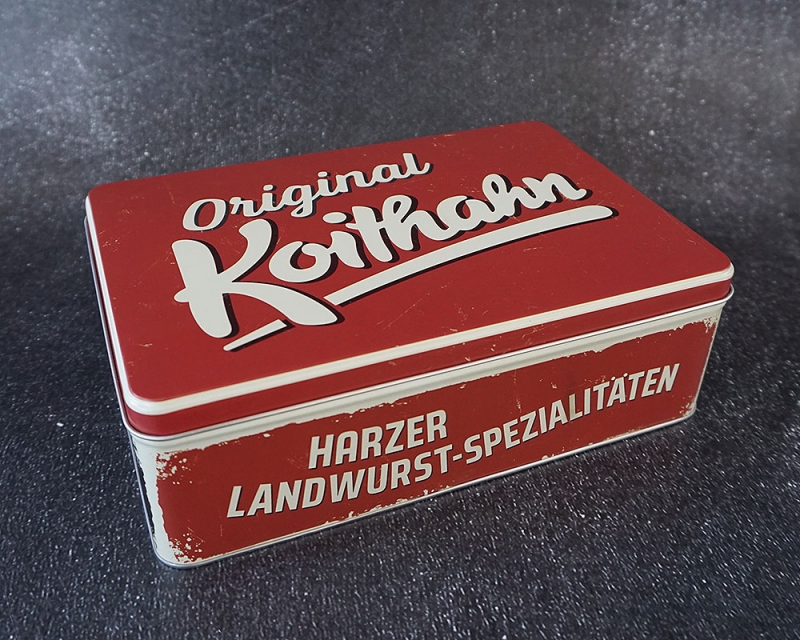 Original
Koithahn
HARZER
LANDWURST-SPEZIALITÄTEN